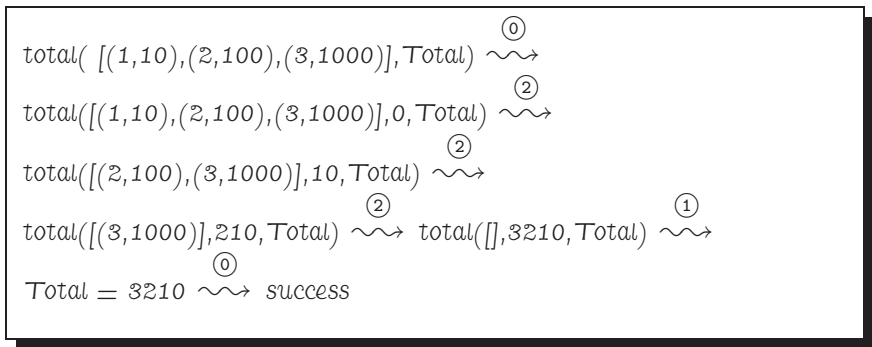 total( [(1,10),(2,100),(3,1000)],Total) ⓪
total([(1,10),(2,100),(3,1000)],0,Total) ②
total([(2,100),(3,1000)],10,Total) ②
total([(3,1000)],210,Total) ② total([],3210,Total) ①
Total = 3210 ⓪ success